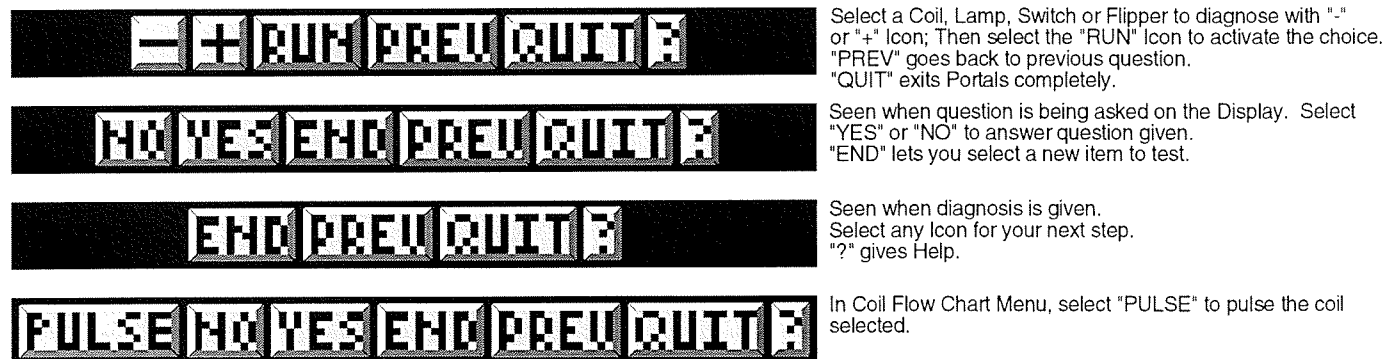 - + RUN PREV QUIT ?
Select a Coil, Lamp, Switch or Flipper to diagnose with "-"
or "+" Icon; Then select the "RUN" Icon to activate the choice.
"PREV" goes back to previous question.
"QUIT" exits Portals completely.
NO YES END PREV QUIT ?
Seen when question is being asked on the Display. Select
"YES" or "NO" to answer question given.
"END" lets you select a new item to test.
END PREV QUIT ?
Seen when diagnosis is given.
Select any Icon for your next step.
"?" gives Help.
PULSE NO YES END PREV QUIT ?
In Coil Flow Chart Menu, select "PULSE" to pulse the coil
selected.